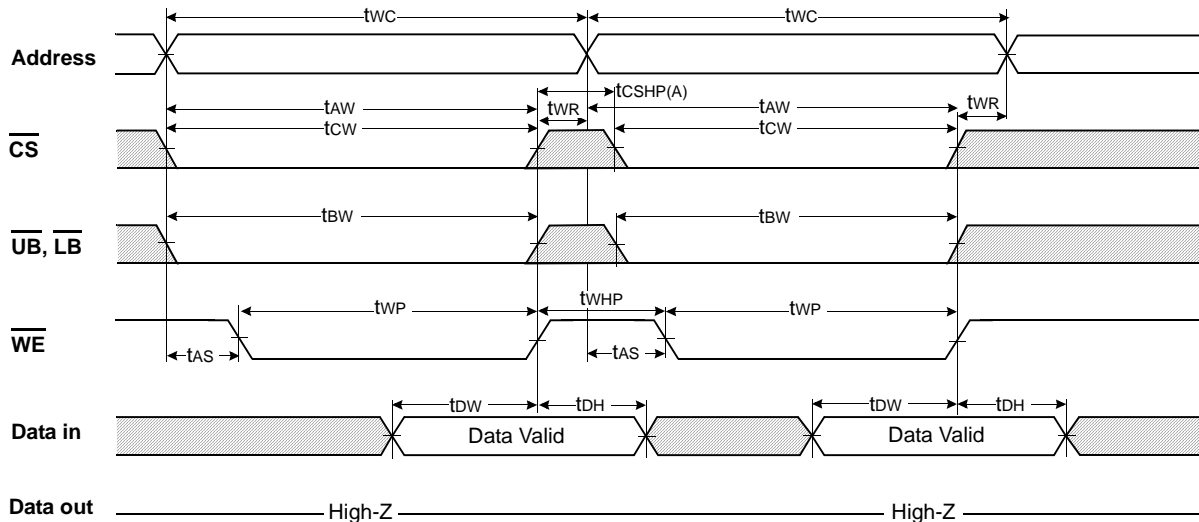 tWC tWC
Address
tCSHP(A)
tAW tWR tAW tWR
tCW tCW
CS
tBW tBW
UB, LB
tWP tWHP tWP
WE
tAS tAS
tDW tDH tDW tDH
Data in Data Valid Data Valid
Data out High-Z High-Z